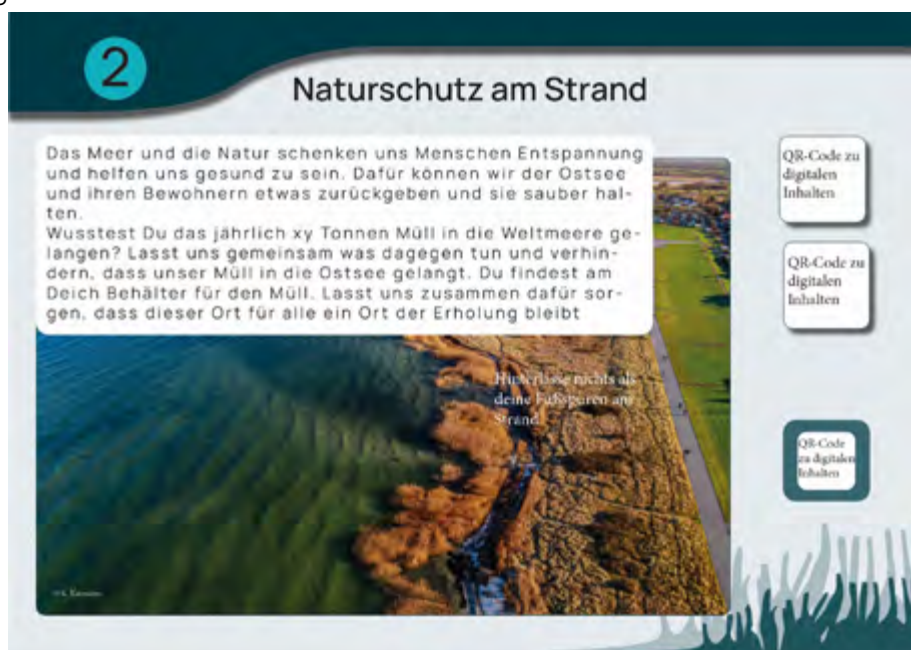 2
Naturschutz am Strand
Das Meer und die Natur schenken uns Menschen Entspannung
und helfen uns gesund zu sein. Dafür können wir der Ostsee
und ihren Bewohnern etwas zurückgeben und sie sauber hal-
ten.
Wusstest Du das jährlich xy Tonnen Müll in die Weltmeere ge-
langen? Lasst uns gemeinsam was dagegen tun und verhin-
dern, dass unser Müll in die Ostsee gelangt. Du findest am
Deich Behälter für den Müll. Lasst uns zusammen dafür sor-
gen, dass dieser Ort für alle ein Ort der Erholung bleibt
Hinterlasse nichts als
deine Fußspuren am
Strand
QR-Code zu
digitalen
Inhalten
QR-Code zu
digitalen
Inhalten
QR-Code
zu digitalen
Inhalten